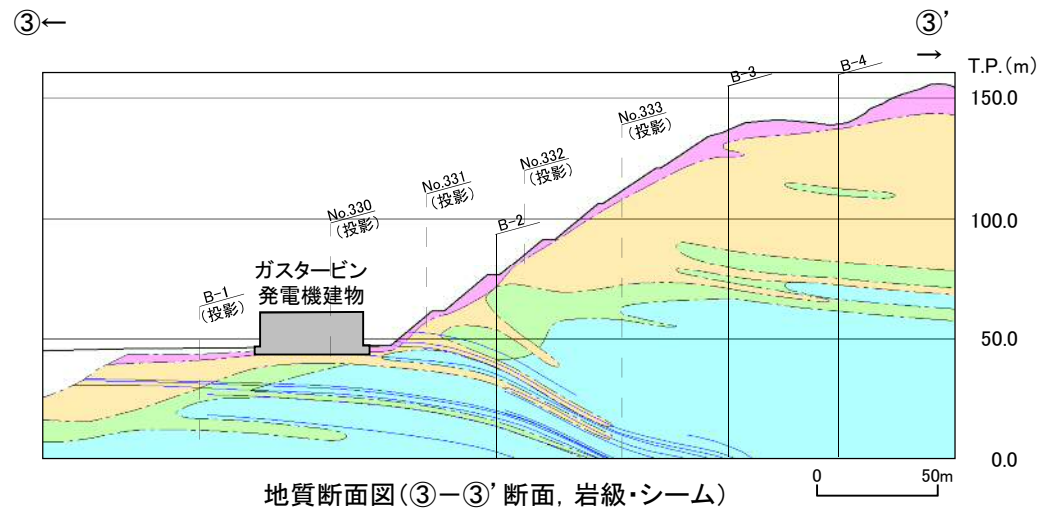 ③←
③’
→
T.P.(m)
B-3
B-4
150.0
No.333
(投影)
No.332
(投影)
No.331
(投影)
No.330
(投影)
B-2
100.0
ガスタービン
発電機建物
B-1
(投影)
50.0
0.0
0
50m
地質断面図(③-③’断面, 岩級・シーム)